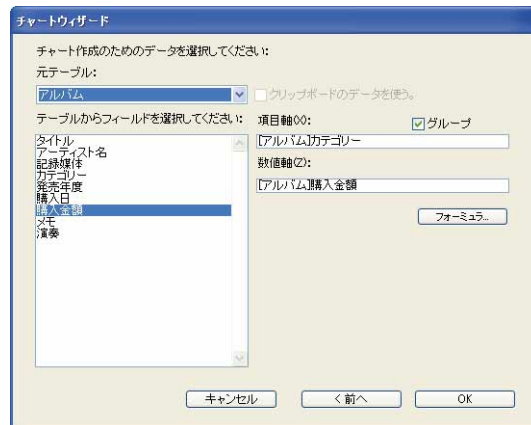 チャートウィザード
チャート作成のためのデータを選択してください:
元テーブル:
アルバム
クリップボードのデータを使う。
テーブルからフィールドを選択してください:
項目軸(X):
グループ
タイトル
アーティスト名
記録媒体
カテゴリー
発売年度
購入日
購入金額
メモ
演奏
[アルバム]カテゴリー
数値軸(Z):
[アルバム]購入金額
フォーミュラ...
キャンセル
< 前へ
OK